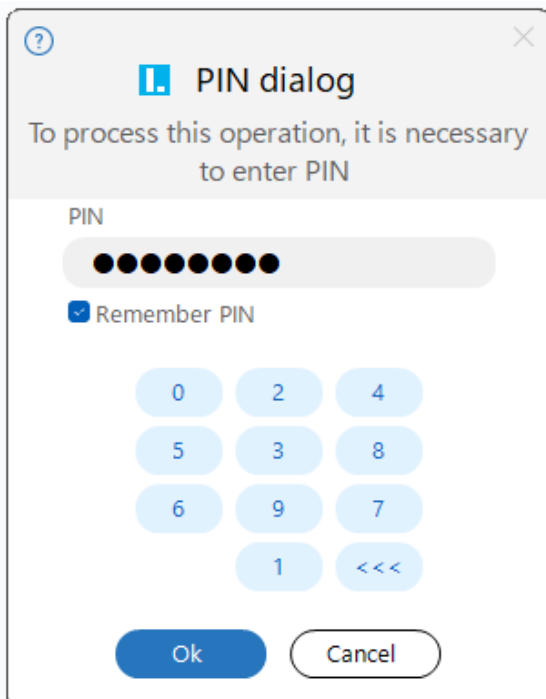 ?
I.
PIN dialog
To process this operation, it is necessary
to enter PIN
PIN
●●●●●●●●
Remember PIN
0 2 4
5 3 8
6 9 7
1 <<<
Ok Cancel